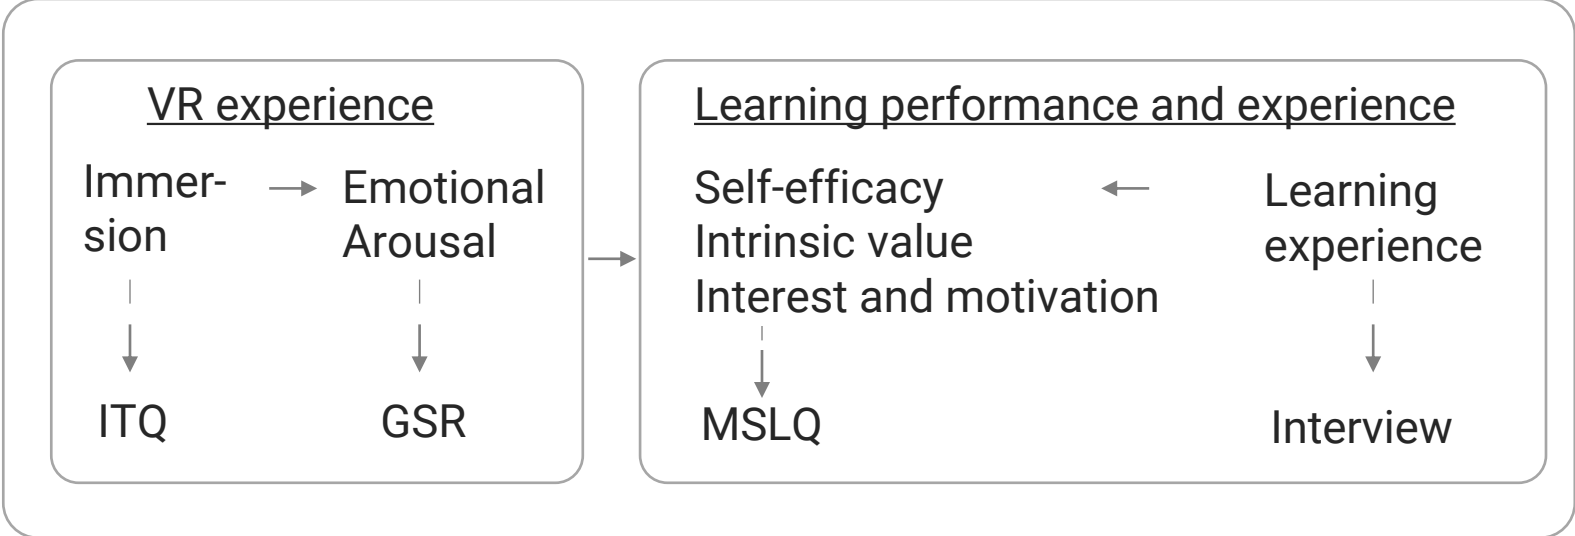 VR experience
Immer-
sion
Emotional
Arousal
ITQ
GSR
Learning performance and experience
Self-efficacy
Intrinsic value
Interest and motivation
Learning
experience
MSLQ
Interview